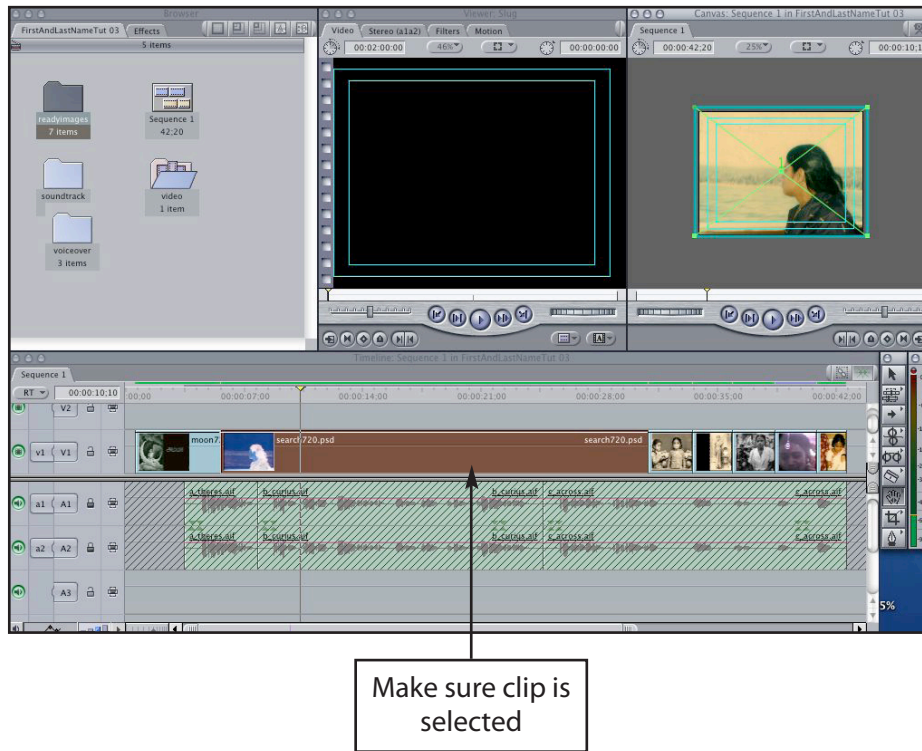 Browser
FirstAndLastNameTut 03 Effects
5 items
readyimages
7 items
Sequence 1
42;20
soundtrack
video
1 item
voiceover
3 items
Viewer: Slug
Video Stereo (a1a2) Filters Motion
00:02:00:00 46% 00:00:00:00
Canvas: Sequence 1 in FirstAndLastNameTut 03
Sequence 1
00:00:42;20 25% 00:00:10;1
1
Timeline: Sequence 1 in FirstAndLastNameTut 03
Sequence 1
RT 00:00:10;10 :00:00 00:00:07;00 00:00:14;00 00:00:21;00 00:00:28;00 00:00:35;00 00:00:42;00
V2
v1 V1 moon7 search720.psd search720.psd
a1 A1 a_theres.aif b_curius.aif b_curius.aif c_across.aif c_across.aif
a2 A2 a_theres.aif b_curius.aif b_curius.aif c_across.aif c_across.aif
A3
5%
Make sure clip is
selected